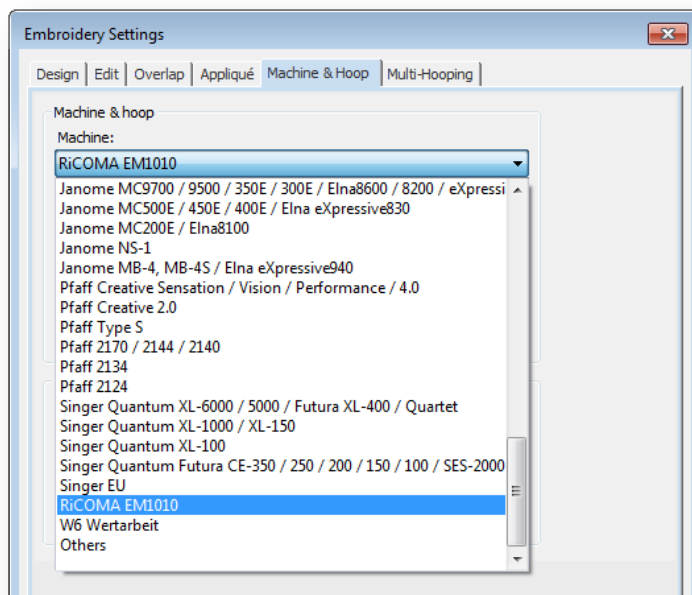 Embroidery Settings
Design Edit Overlap Appliqué Machine & Hoop Multi-Hooping
Machine & hoop
Machine:
RiCOMA EM1010
Janome MC9700 / 9500 / 350E / 300E / Elna8600 / 8200 / eXpressi
Janome MC500E / 450E / 400E / Elna eXpressive830
Janome MC200E / Elna8100
Janome NS-1
Janome MB-4, MB-4S / Elna eXpressive940
Pfaff Creative Sensation / Vision / Performance / 4.0
Pfaff Creative 2.0
Pfaff Type S
Pfaff 2170 / 2144 / 2140
Pfaff 2134
Pfaff 2124
Singer Quantum XL-6000 / 5000 / Futura XL-400 / Quartet
Singer Quantum XL-1000 / XL-150
Singer Quantum XL-100
Singer Quantum Futura CE-350 / 250 / 200 / 150 / 100 / SES-2000
Singer EU
RiCOMA EM1010
W6 Wertarbeit
Others